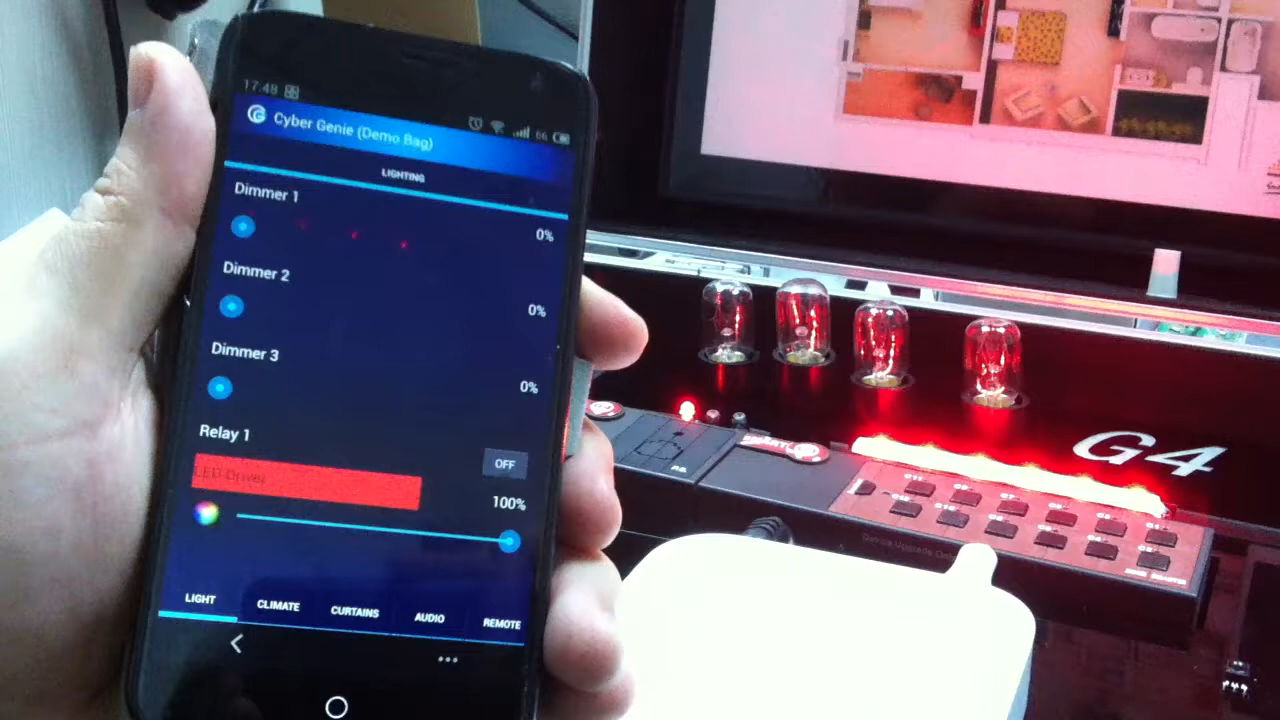 17:48
66
Cyber Genie (Demo Bag)
LIGHTING
Dimmer 1
0%
Dimmer 2
0%
Dimmer 3
0%
Relay 1
OFF
LED Driver
100%
LIGHT
CLIMATE
CURTAINS
AUDIO
REMOTE
G4